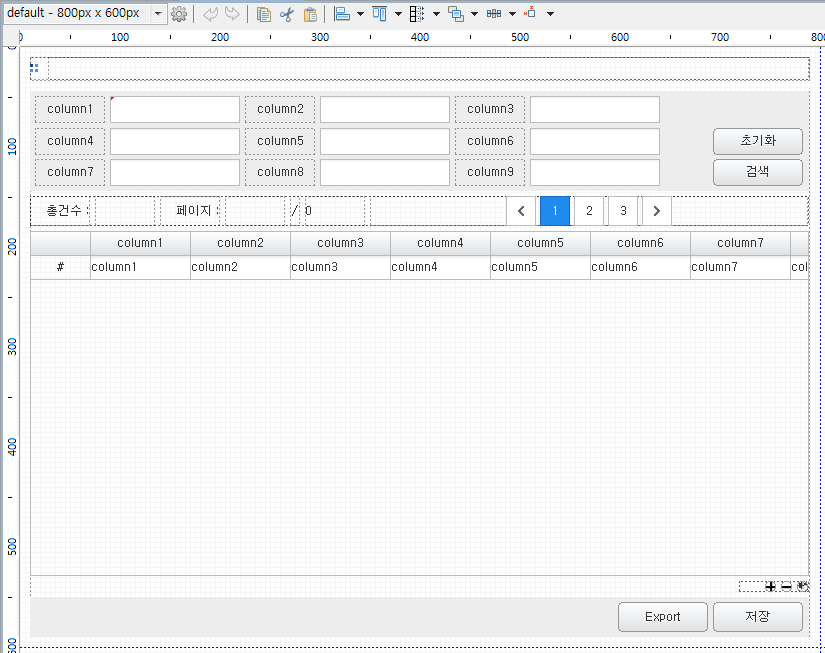 default - 800px x 600px
0 100 200 300 400 500 600 700 800
column1 column2 column3
column4 column5 column6 초기화
column7 column8 column9 검색
총건수 : 페이지 : / 0 1 2 3
column1 column2 column3 column4 column5 column6 column7
# column1 column2 column3 column4 column5 column6 column7 col
100
200
300
400
500
Export 저장